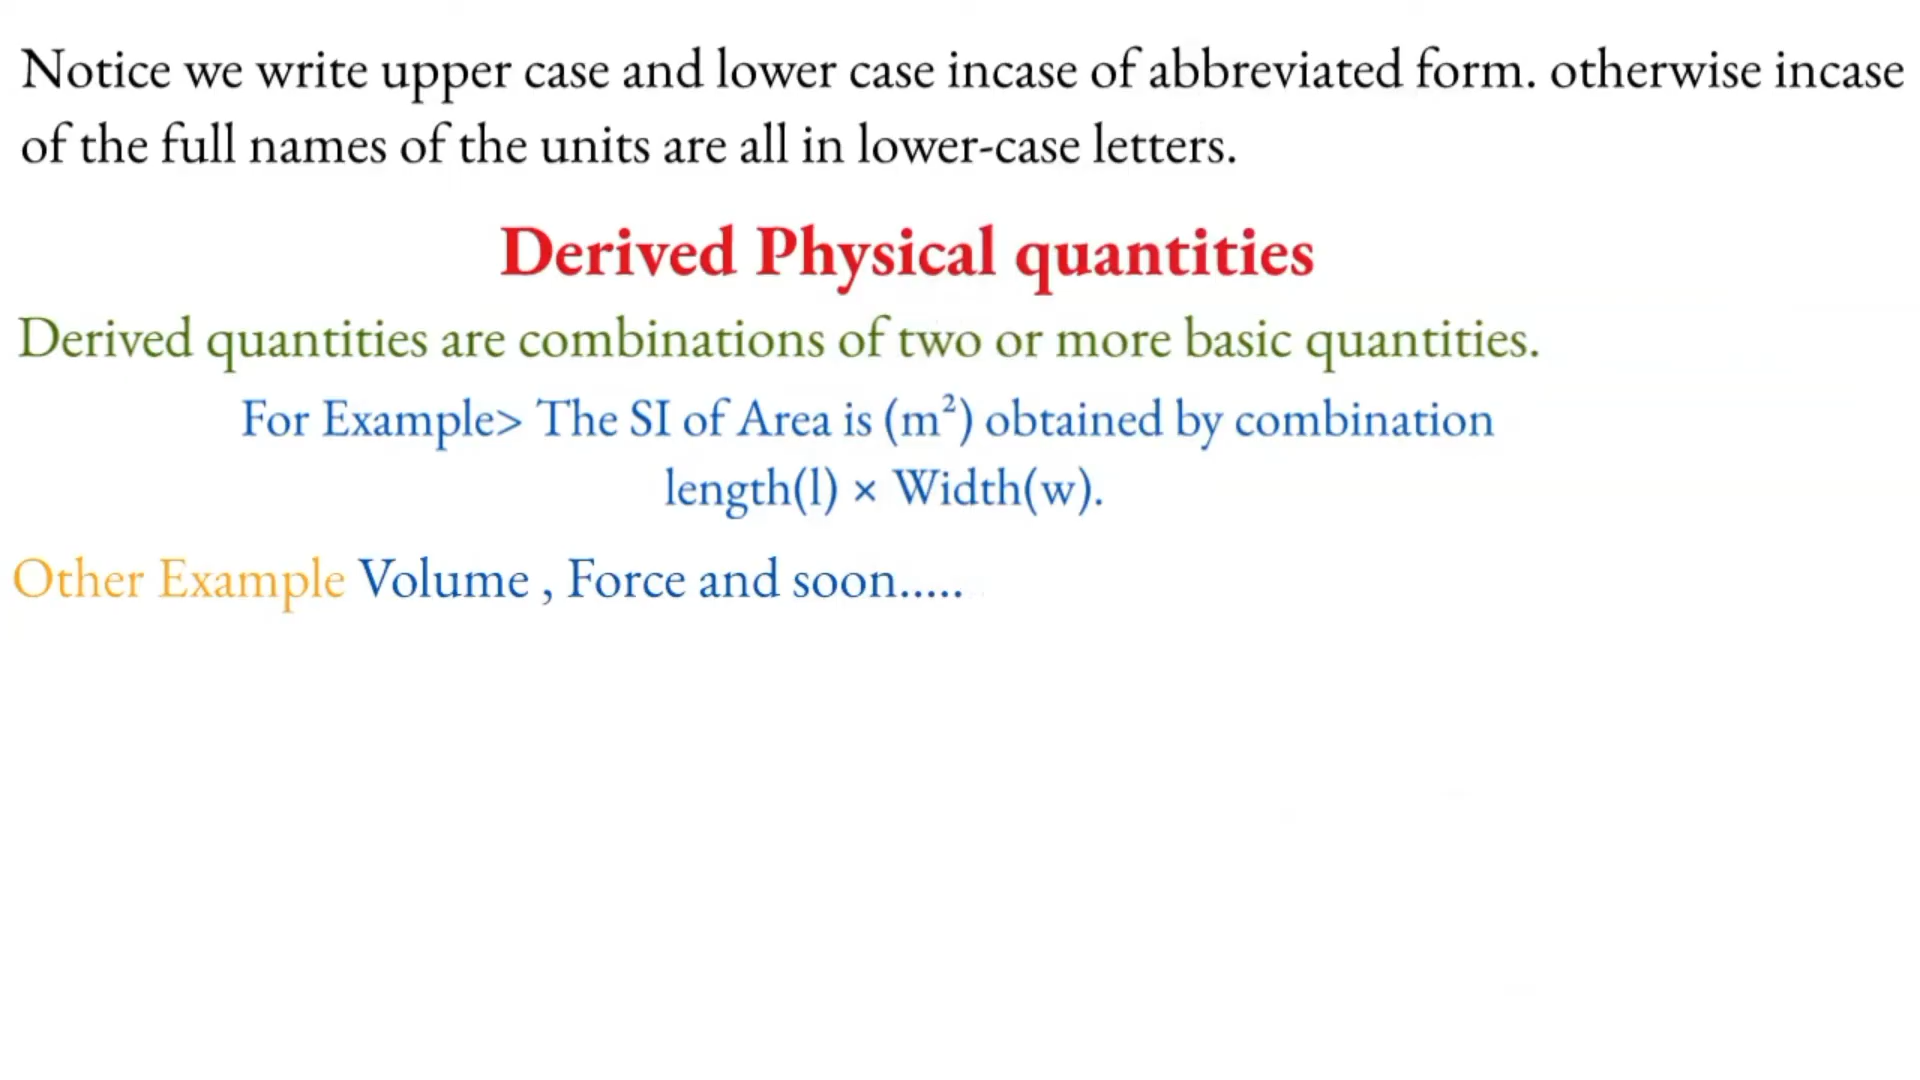 Notice we write upper case and lower case incase of abbreviated form. otherwise incase
of the full names of the units are all in lower-case letters.
Derived Physical quantities
Derived quantities are combinations of two or more basic quantities.
For Example> The SI of Area is (m²) obtained by combination
length(l) × Width(w).
Other Example Volume , Force and soon.....